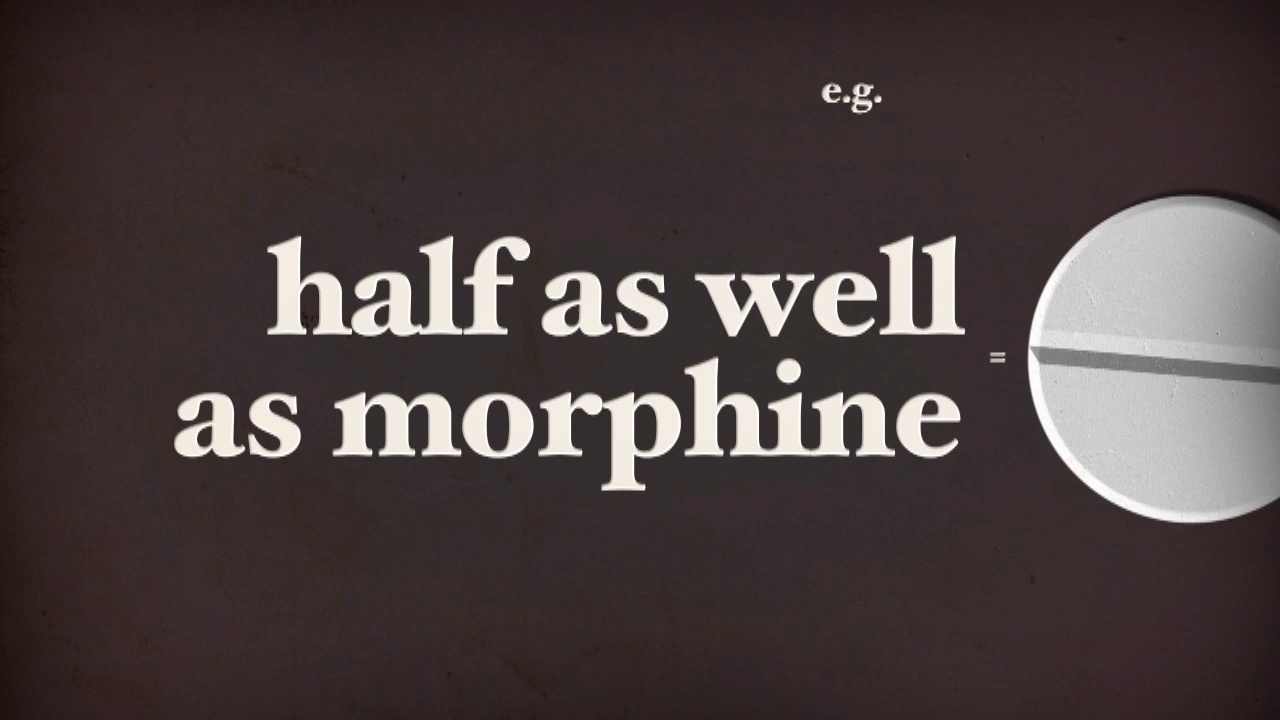 e.g.
half as well
as morphine
=